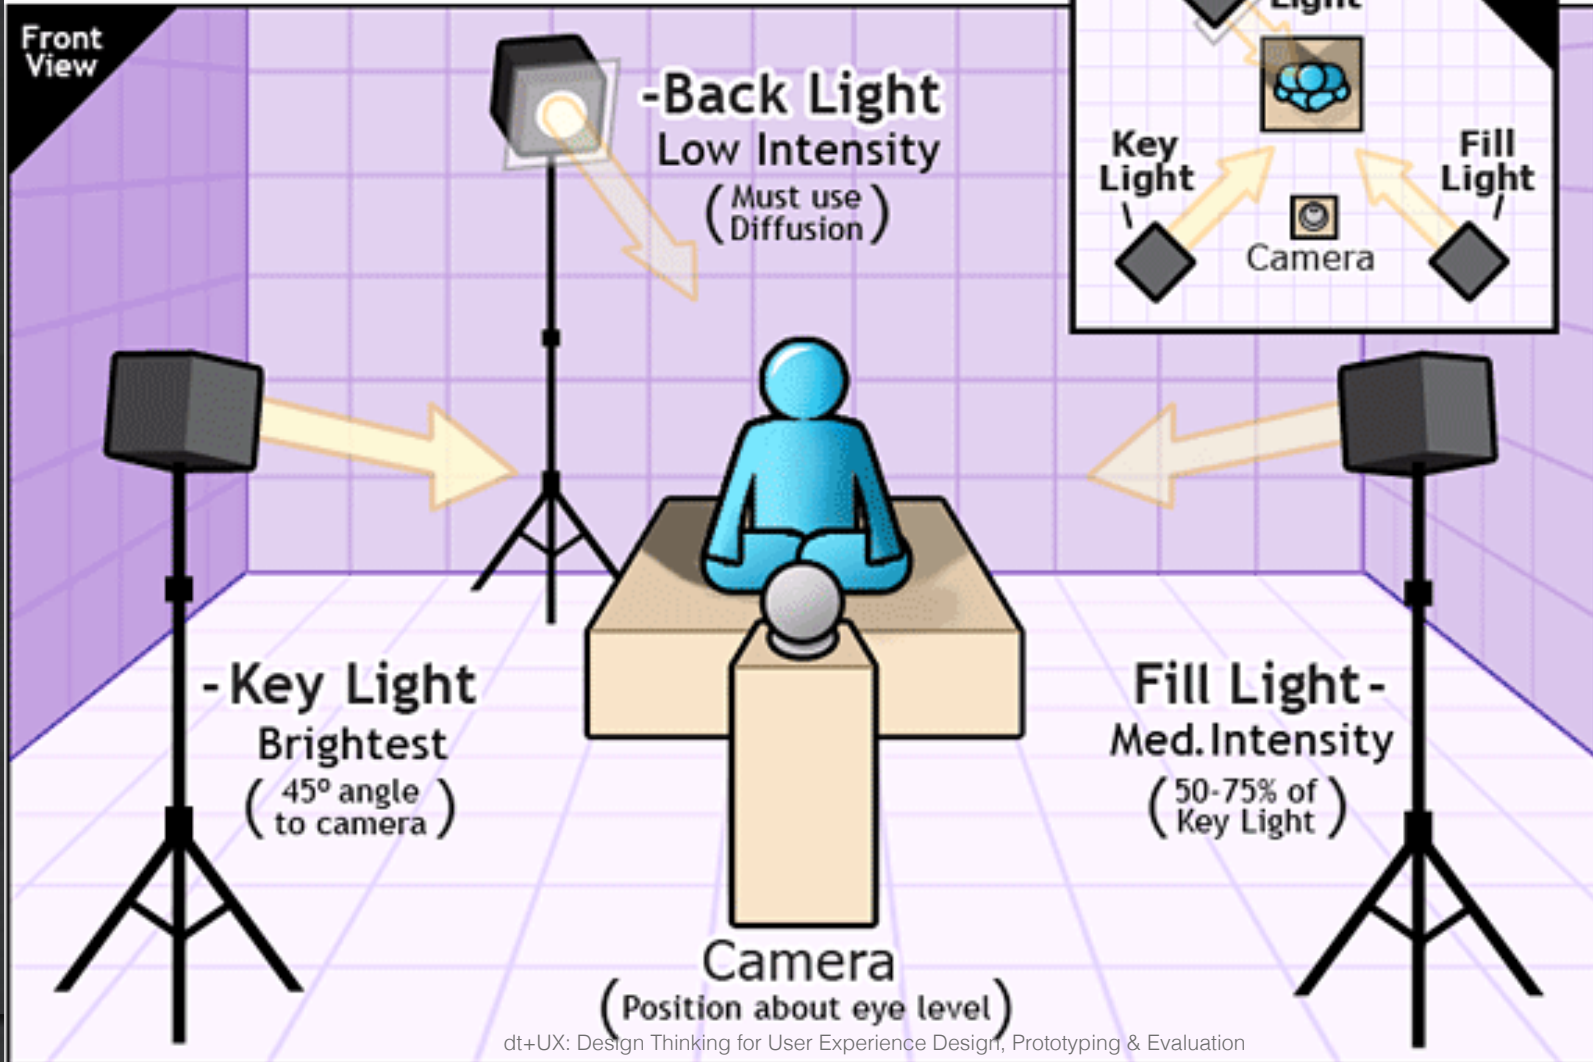 Front
View
-Back Light
Low Intensity
(Must use
Diffusion)
Light
Key
Light
Fill
Light
Camera
-Key Light
Brightest
(45º angle
to camera)
Fill Light-
Med.Intensity
(50-75% of
Key Light)
Camera
(Position about eye level)
dt+UX: Design Thinking for User Experience Design, Prototyping & Evaluation